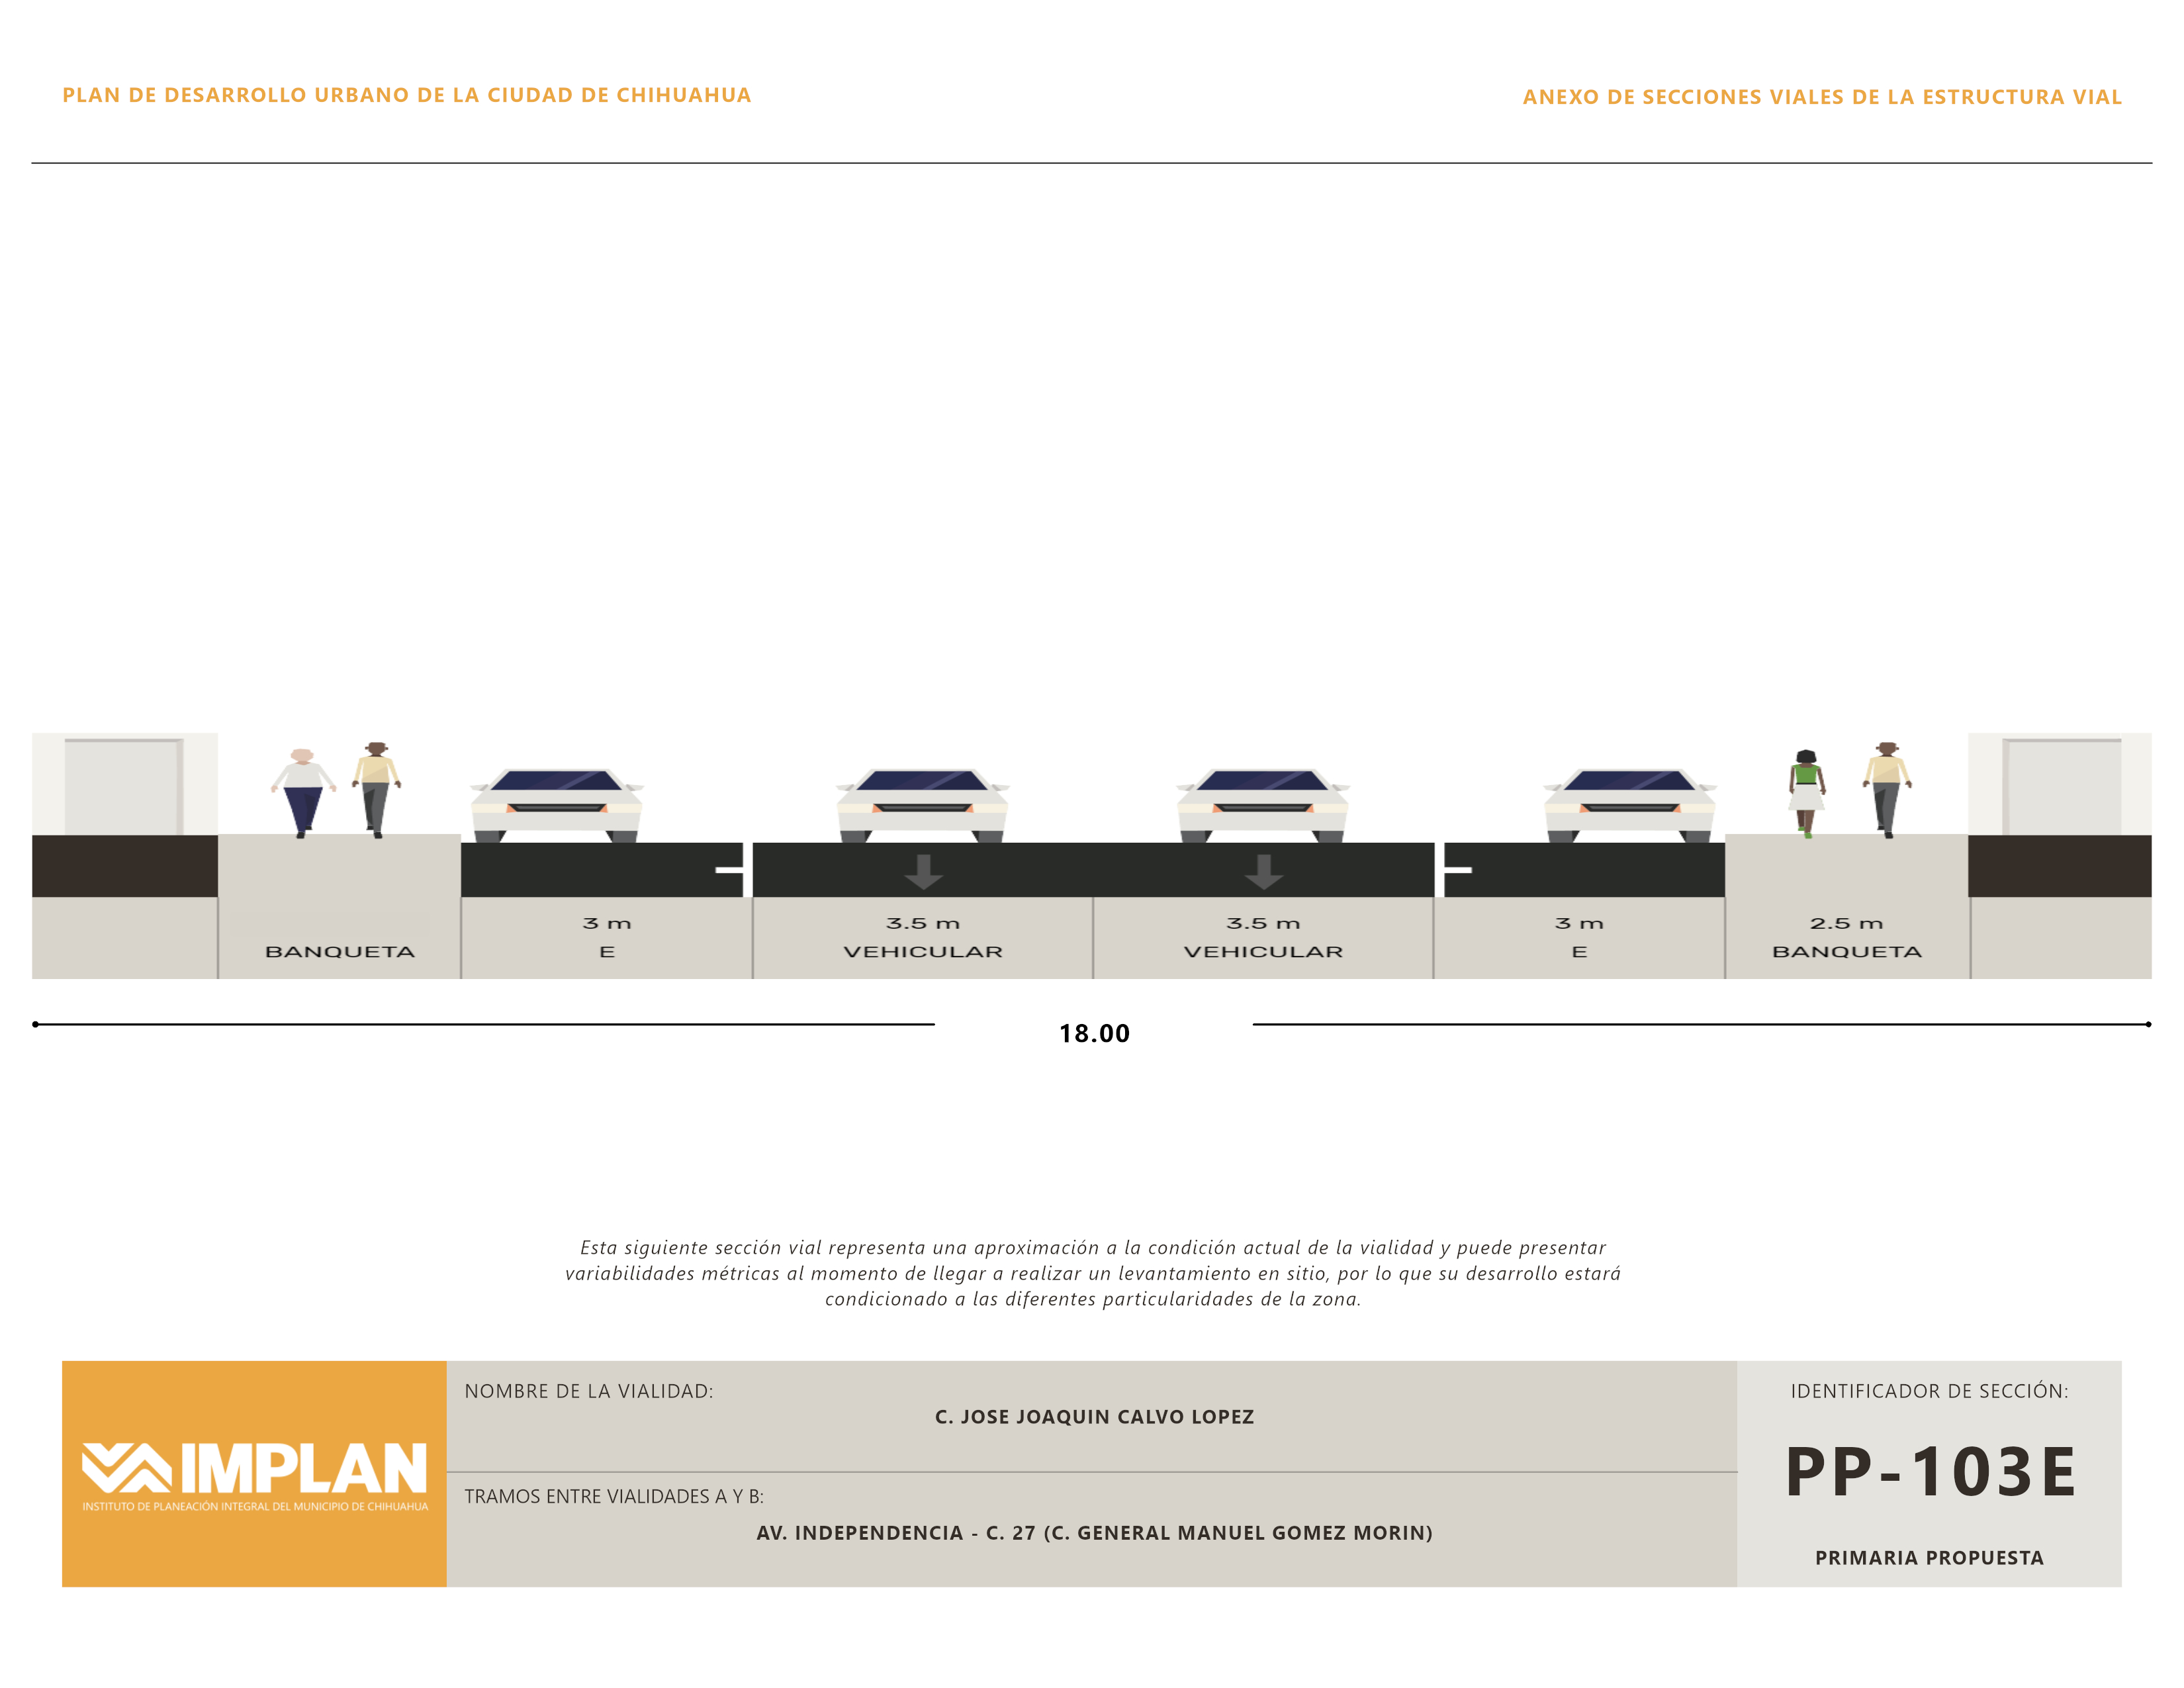 PLAN DE DESARROLLO URBANO DE LA CIUDAD DE CHIHUAHUA
ANEXO DE SECCIONES VIALES DE LA ESTRUCTURA VIAL
BANQUETA
3 m
E
3.5 m
VEHICULAR
3.5 m
VEHICULAR
3 m
E
2.5 m
BANQUETA
18.00
Esta siguiente sección vial representa una aproximación a la condición actual de la vialidad y puede presentar
variabilidades métricas al momento de llegar a realizar un levantamiento en sitio, por lo que su desarrollo estará
condicionado a las diferentes particularidades de la zona.
IMPLAN
INSTITUTO DE PLANEACIÓN INTEGRAL DEL MUNICIPIO DE CHIHUAHUA
NOMBRE DE LA VIALIDAD:
C. JOSE JOAQUIN CALVO LOPEZ
TRAMOS ENTRE VIALIDADES A Y B:
AV. INDEPENDENCIA - C. 27 (C. GENERAL MANUEL GOMEZ MORIN)
IDENTIFICADOR DE SECCIÓN:
PP-103E
PRIMARIA PROPUESTA